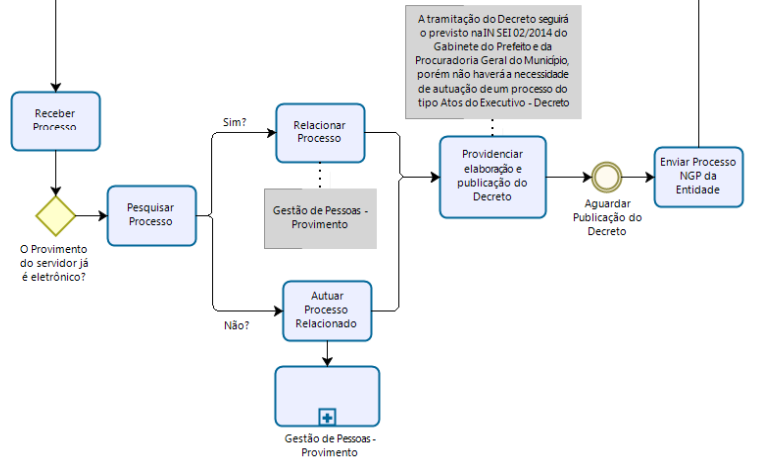 A tramitação do Decreto seguirá
o previsto na IN SEI 02/2014 do
Gabinete do Prefeito e da
Procuradoria Geral do Município,
porém não haverá a necessidade
de autuação de um processo do
tipo Atos do Executivo - Decreto
Receber
Processo
O Provimento
do servidor já
é eletrônico?
Pesquisar
Processo
Sim?
Relacionar
Processo
Gestão de Pessoas -
Provimento
Não?
Autuar
Processo
Relacionado
Gestão de Pessoas -
Provimento
Providenciar
elaboração e
publicação do
Decreto
Aguardar
Publicação do
Decreto
Enviar Processo
NGP da
Entidade